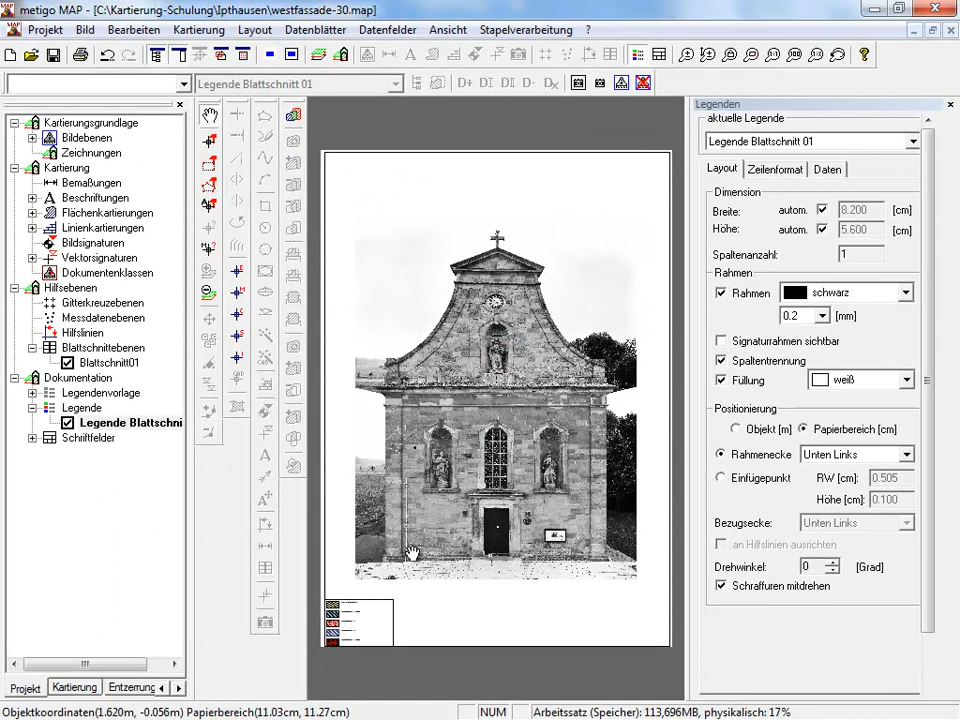 metigo MAP - [C:\Kartierung-Schulung\Ipthausen\westfassade-30.map]
Projekt Bild Bearbeiten Kartierung Layout Datenblätter Datenfelder Ansicht Stapelverarbeitung ?
Legende Blattschnitt 01
D+ DI DI D- Dx
Kartierungsgrundlage
Bildebenen
Zeichnungen
Kartierung
Bemaßungen
Beschriftungen
Flächenkartierungen
Linienkartierungen
Bildsignaturen
Vektorsignaturen
Dokumentenklassen
Hilfsebenen
Gitterkreuzebenen
Messdatenebenen
Hilfslinien
Blattschnittebenen
Blattschnitt01
Dokumentation
Legendenvorlage
Legende
Legende Blattschni
Schriftfelder
Projekt Kartierung Entzerrung
Legenden
aktuelle Legende
Legende Blattschnitt 01
Layout Zeilenformat Daten
Dimension
Breite: autom. 8.200 [cm]
Höhe: autom. 5.600 [cm]
Spaltenanzahl: 1
Rahmen
Rahmen schwarz
0.2 [mm]
Signaturrahmen sichtbar
Spaltentrennung
Füllung weiß
Positionierung
Objekt [m] Papierbereich [cm]
Rahmenecke Unten Links
Einfügepunkt RW [cm]: 0.505
Höhe [cm]: 0.100
Bezugsecke: Unten Links
an Hilfslinien ausrichten
Drehwinkel: 0 [Grad]
Schraffuren mitdrehen
Objektkoordinaten(1.620m, -0.056m) Papierbereich(11.03cm, 11.27cm) NUM Arbeitssatz (Speicher): 113,696MB, physikalisch: 17%